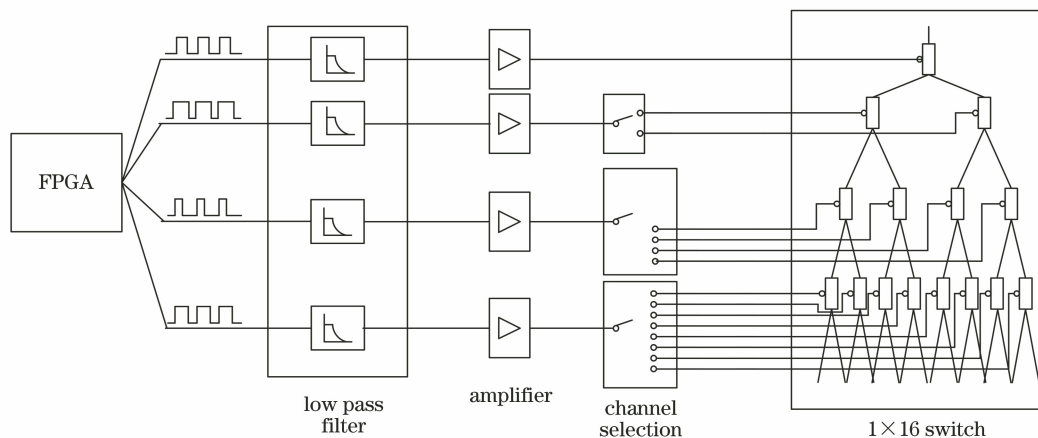 FPGA
low pass
filter
amplifier
channel
selection
1×16 switch